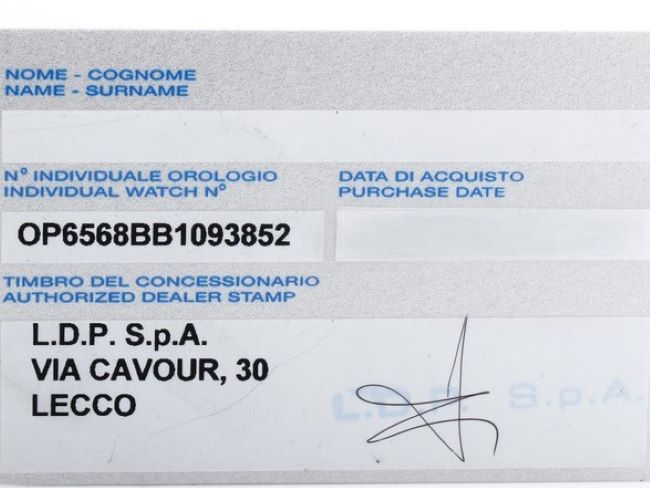 NOME - COGNOME
NAME - SURNAME
N° INDIVIDUALE OROLOGIO
INDIVIDUAL WATCH N°
DATA DI ACQUISTO
PURCHASE DATE
OP6568BB1093852
TIMBRO DEL CONCESSIONARIO
AUTHORIZED DEALER STAMP
L.D.P. S.p.A.
VIA CAVOUR, 30
LECCO
L.D.P. S.p.A.